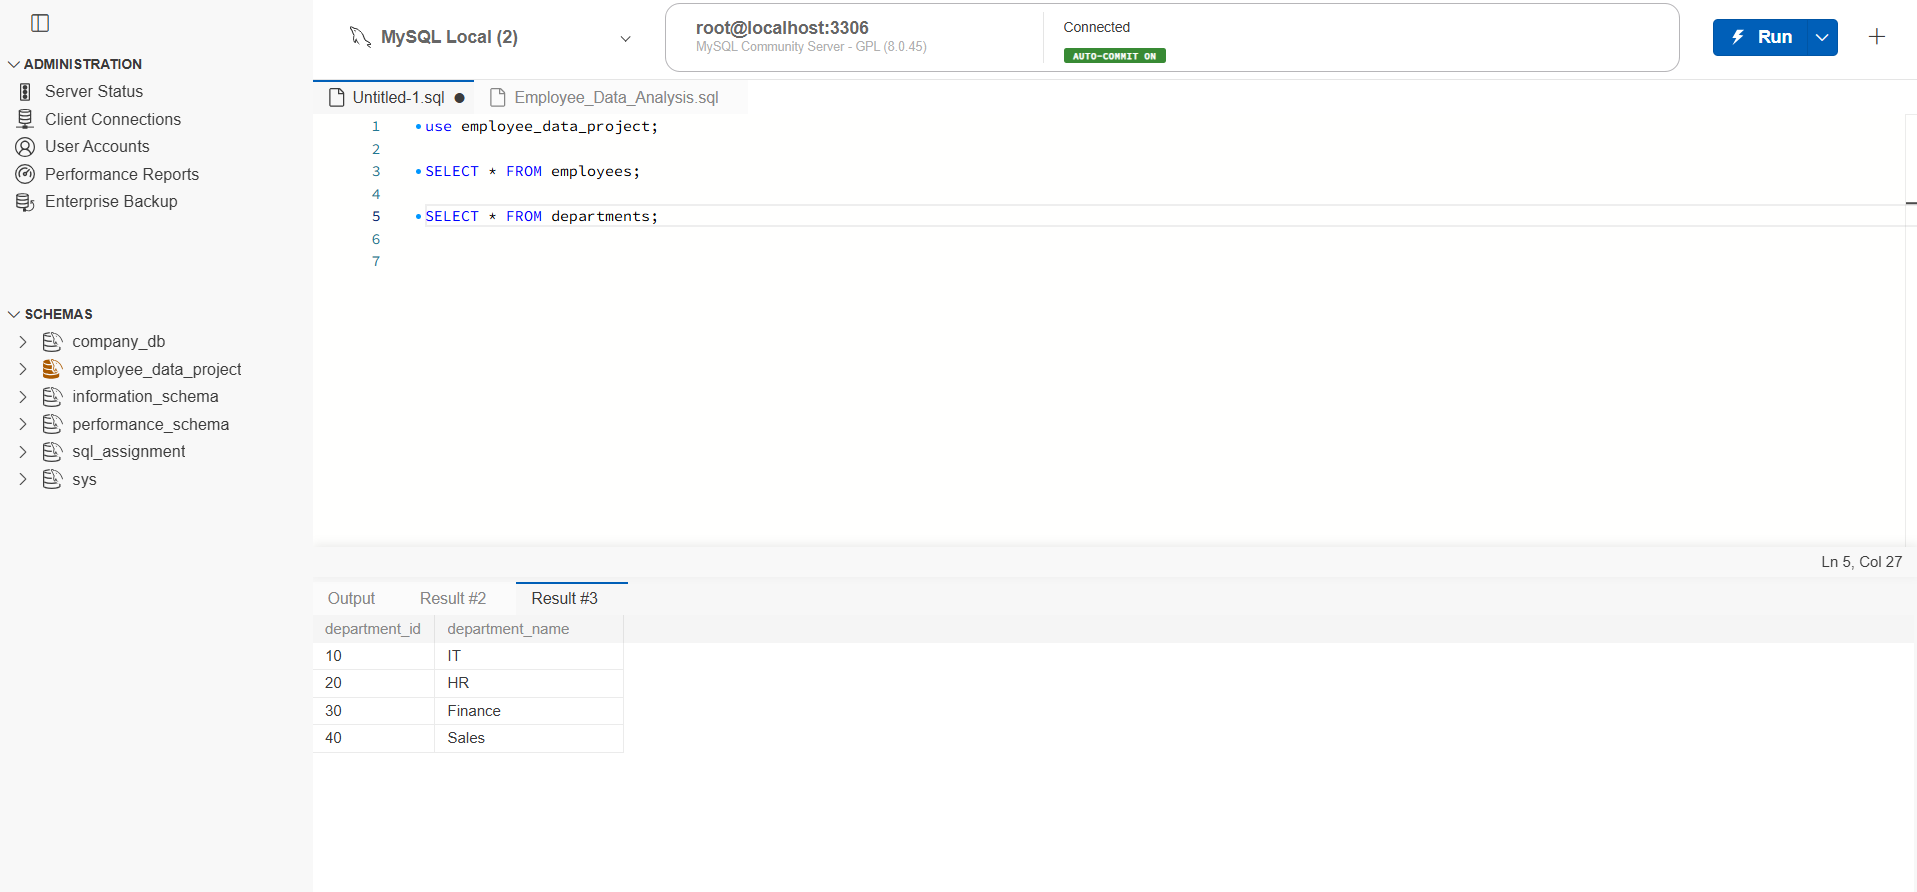 ADMINISTRATION
Server Status
Client Connections
User Accounts
Performance Reports
Enterprise Backup
SCHEMAS
company_db
employee_data_project
information_schema
performance_schema
sql_assignment
sys
MySQL Local (2)
root@localhost:3306
MySQL Community Server - GPL (8.0.45)
Connected
AUTO-COMMIT ON
Run
Untitled-1.sql
Employee_Data_Analysis.sql
1 use employee_data_project;
2
3 SELECT * FROM employees;
4
5 SELECT * FROM departments;
6
7
Ln 5, Col 27
Output Result #2 Result #3
department_id department_name
10 IT
20 HR
30 Finance
40 Sales